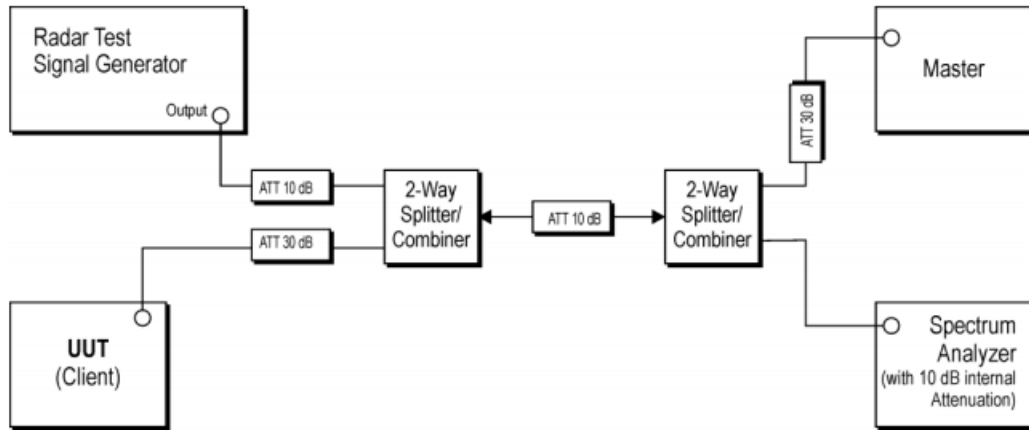 Radar Test
Signal Generator
Output
ATT 10 dB
ATT 30 dB
UUT
(Client)
2-Way
Splitter/
Combiner
ATT 10 dB
2-Way
Splitter/
Combiner
ATT 30 dB
Master
Spectrum
Analyzer
(with 10 dB internal
Attenuation)